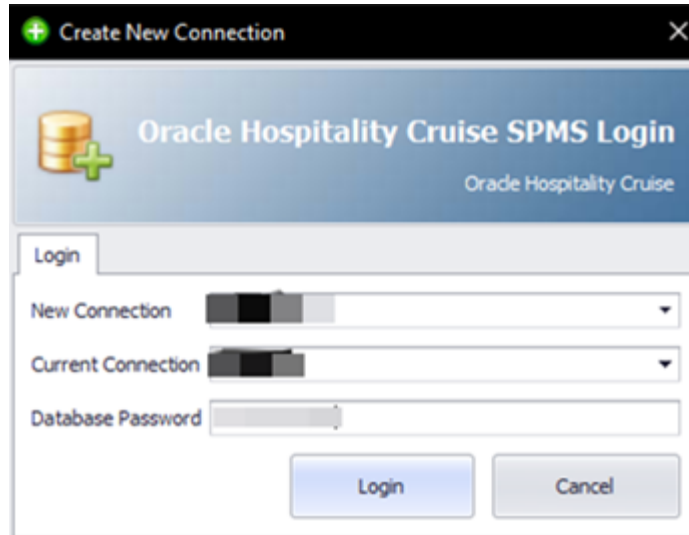 Create New Connection
Oracle Hospitality Cruise SPMS Login
Oracle Hospitality Cruise
Login
New Connection
Current Connection
Database Password
Login Cancel